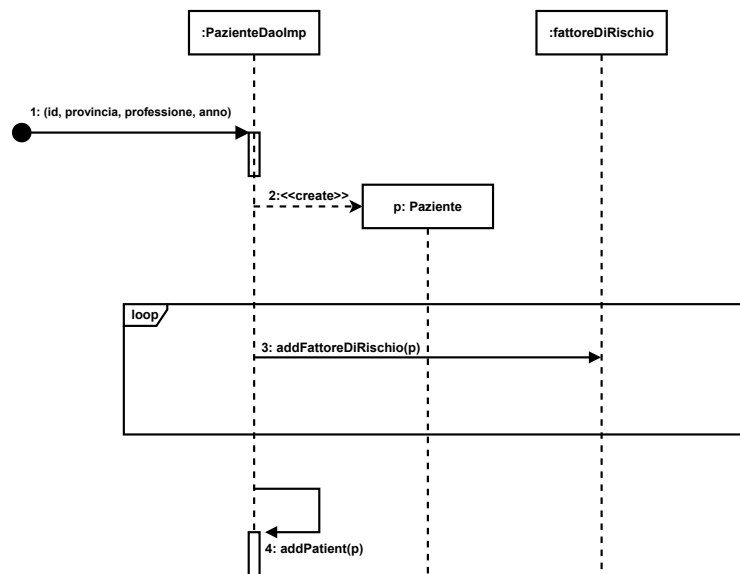 :PazienteDaoImp
:fattoreDiRischio
1: (id, provincia, professione, anno)
2:<<create>>
p: Paziente
loop
3: addFattoreDiRischio(p)
4: addPatient(p)